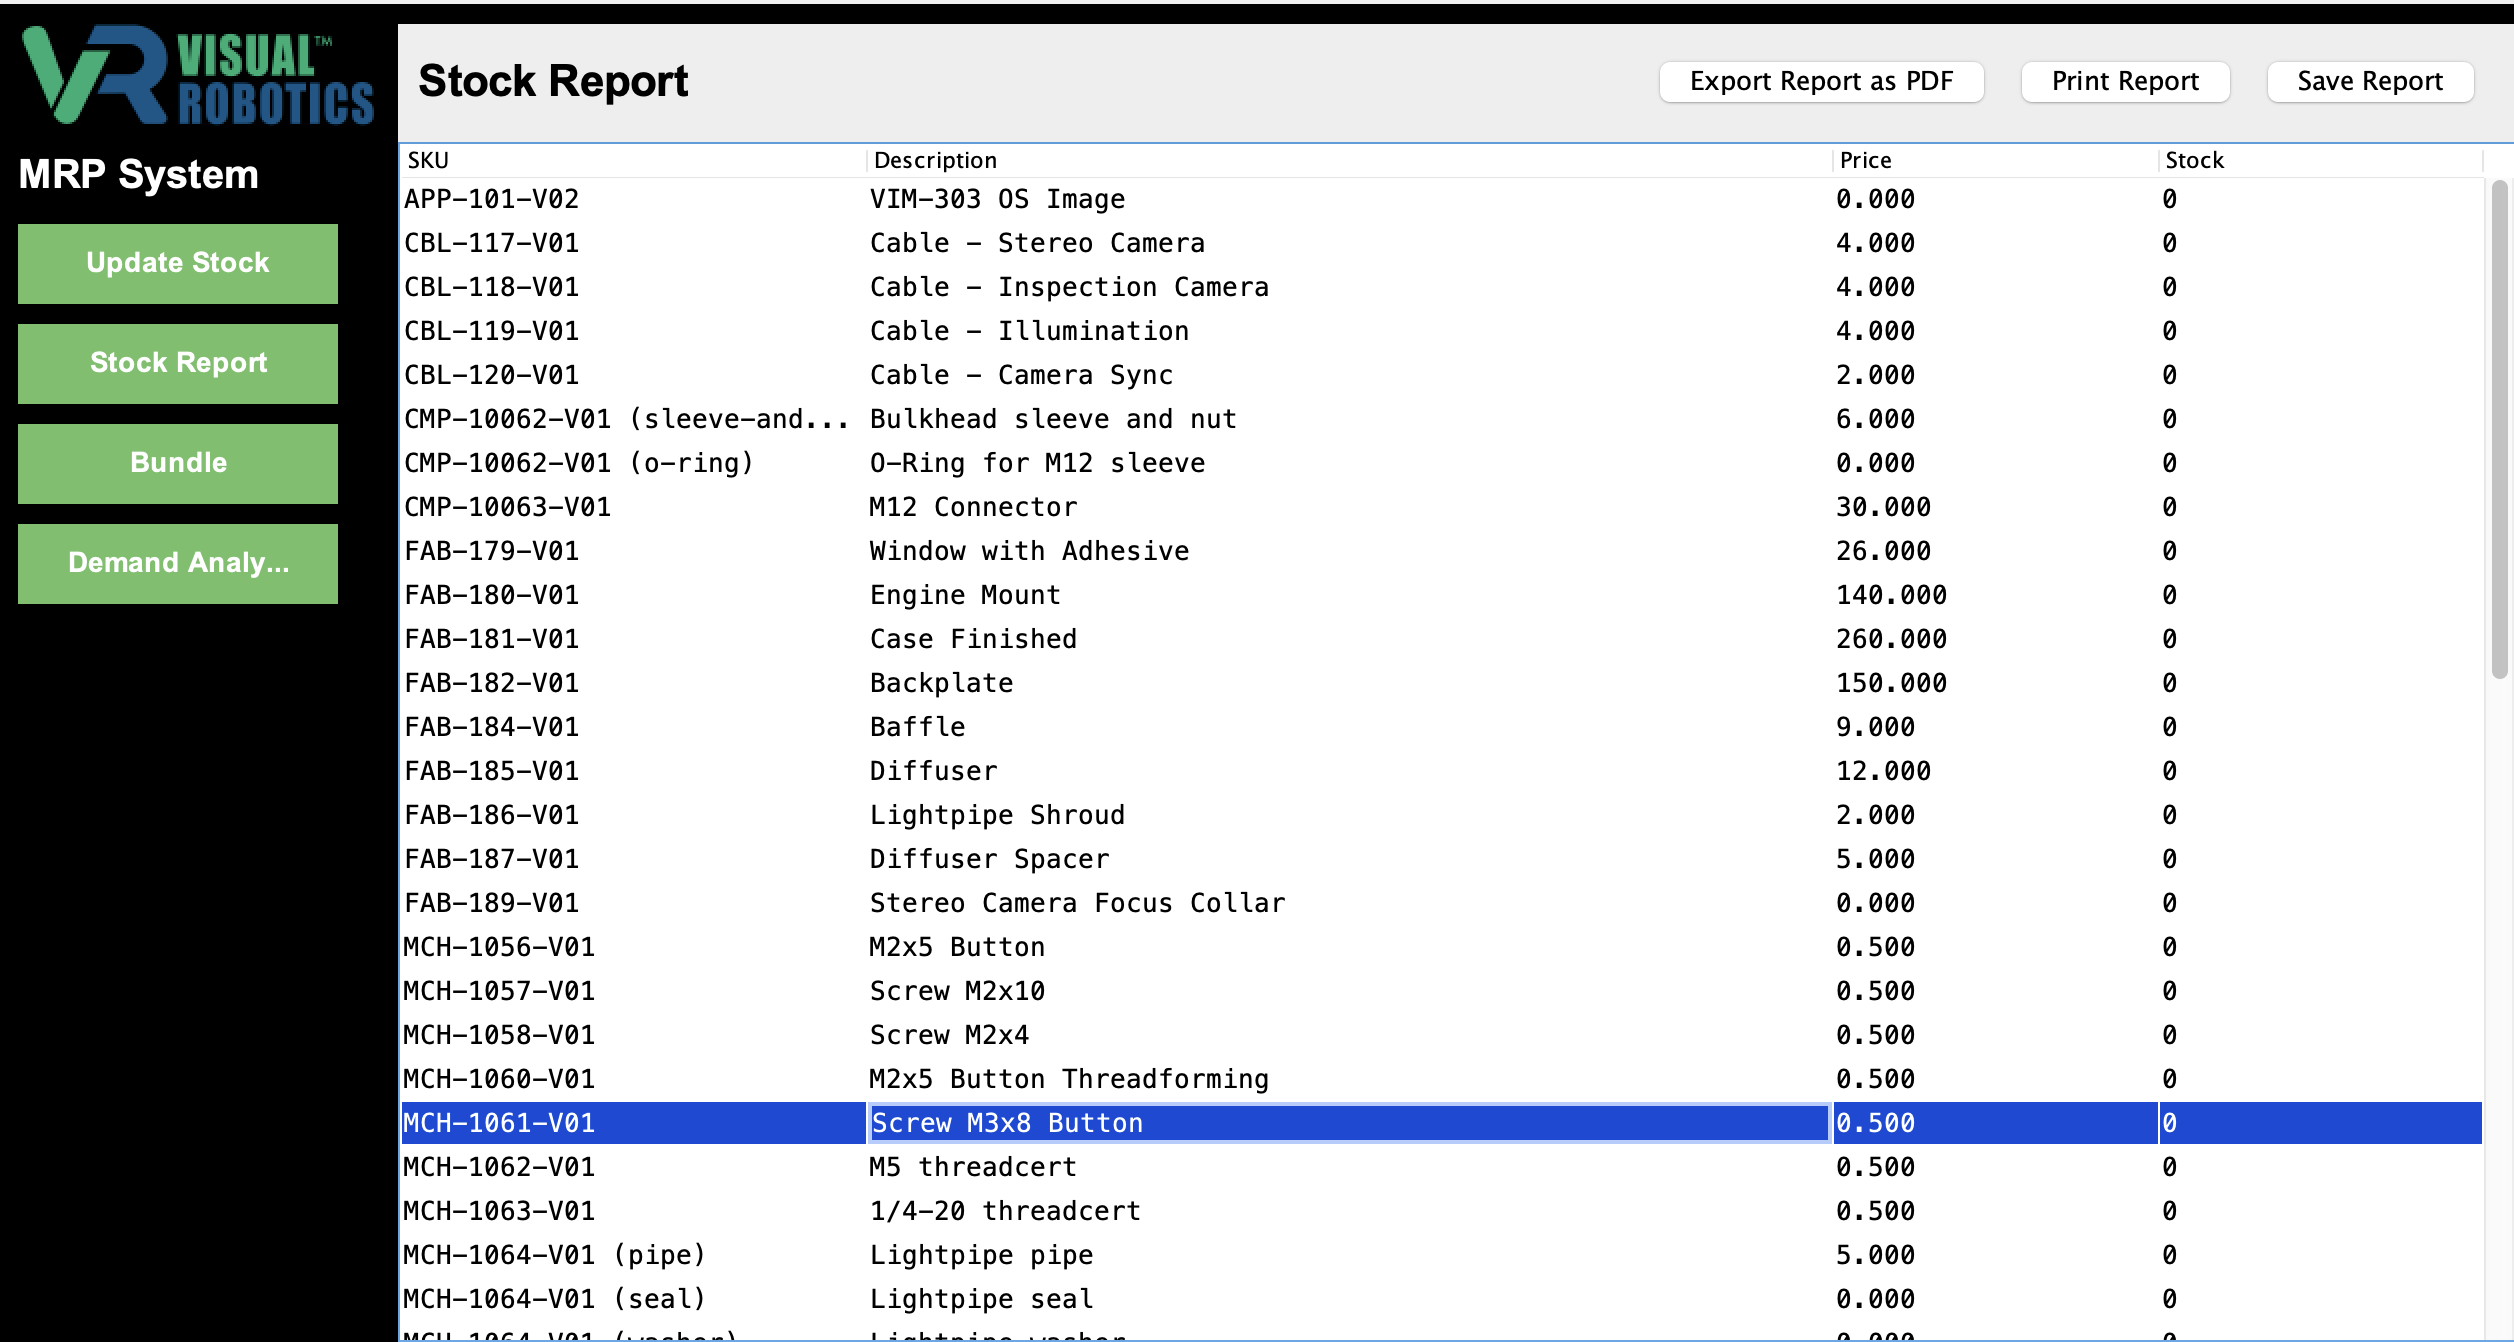 VISUAL™
ROBOTICS
MRP System
Update Stock
Stock Report
Bundle
Demand Analy...
Stock Report
Export Report as PDF Print Report Save Report
SKU Description Price Stock
APP-101-V02 VIM-303 OS Image 0.000 0
CBL-117-V01 Cable - Stereo Camera 4.000 0
CBL-118-V01 Cable - Inspection Camera 4.000 0
CBL-119-V01 Cable - Illumination 4.000 0
CBL-120-V01 Cable - Camera Sync 2.000 0
CMP-10062-V01 (sleeve-and... Bulkhead sleeve and nut 6.000 0
CMP-10062-V01 (o-ring) O-Ring for M12 sleeve 0.000 0
CMP-10063-V01 M12 Connector 30.000 0
FAB-179-V01 Window with Adhesive 26.000 0
FAB-180-V01 Engine Mount 140.000 0
FAB-181-V01 Case Finished 260.000 0
FAB-182-V01 Backplate 150.000 0
FAB-184-V01 Baffle 9.000 0
FAB-185-V01 Diffuser 12.000 0
FAB-186-V01 Lightpipe Shroud 2.000 0
FAB-187-V01 Diffuser Spacer 5.000 0
FAB-189-V01 Stereo Camera Focus Collar 0.000 0
MCH-1056-V01 M2x5 Button 0.500 0
MCH-1057-V01 Screw M2x10 0.500 0
MCH-1058-V01 Screw M2x4 0.500 0
MCH-1060-V01 M2x5 Button Threadforming 0.500 0
MCH-1061-V01 Screw M3x8 Button 0.500 0
MCH-1062-V01 M5 threadcert 0.500 0
MCH-1063-V01 1/4-20 threadcert 0.500 0
MCH-1064-V01 (pipe) Lightpipe pipe 5.000 0
MCH-1064-V01 (seal) Lightpipe seal 0.000 0
MCH-1064-V01 (washer) Lightpipe washer 0.000 0